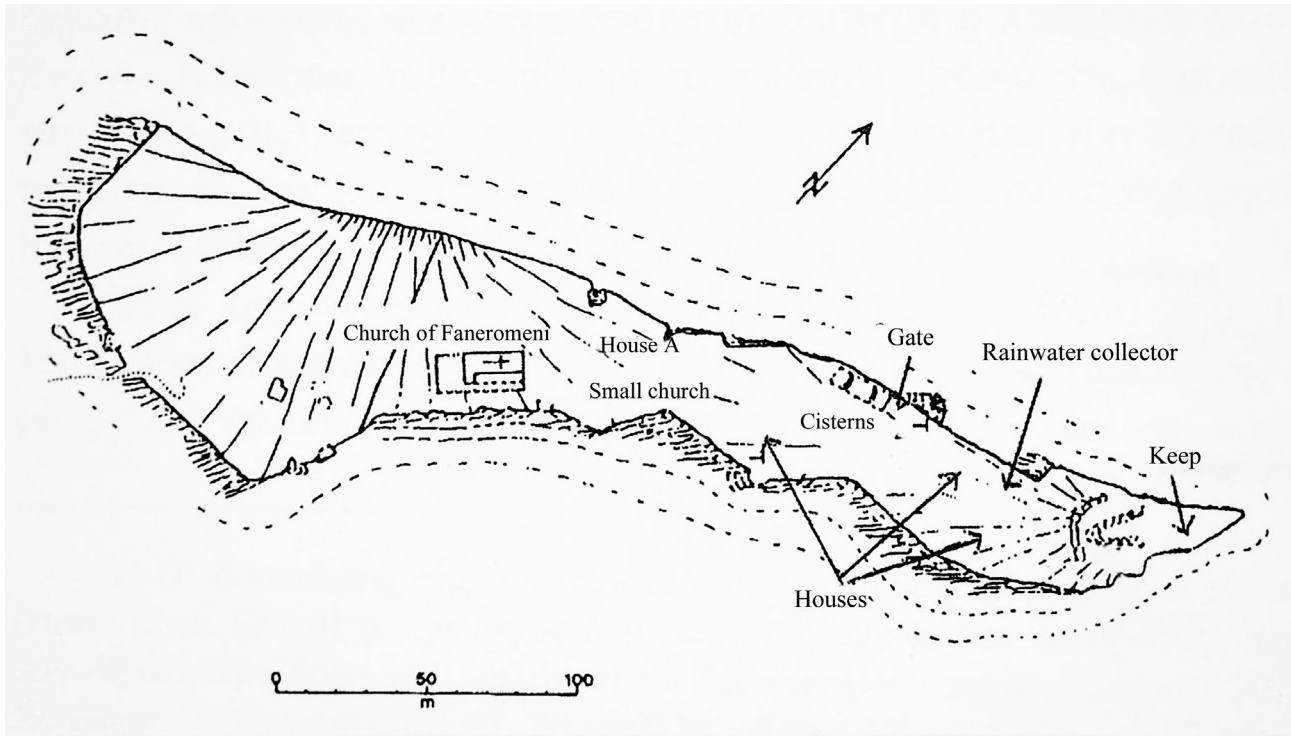 N
Church of Faneromeni
House A
Gate
Rainwater collector
Small church
Cisterns
Keep
Houses
0 50 100
m